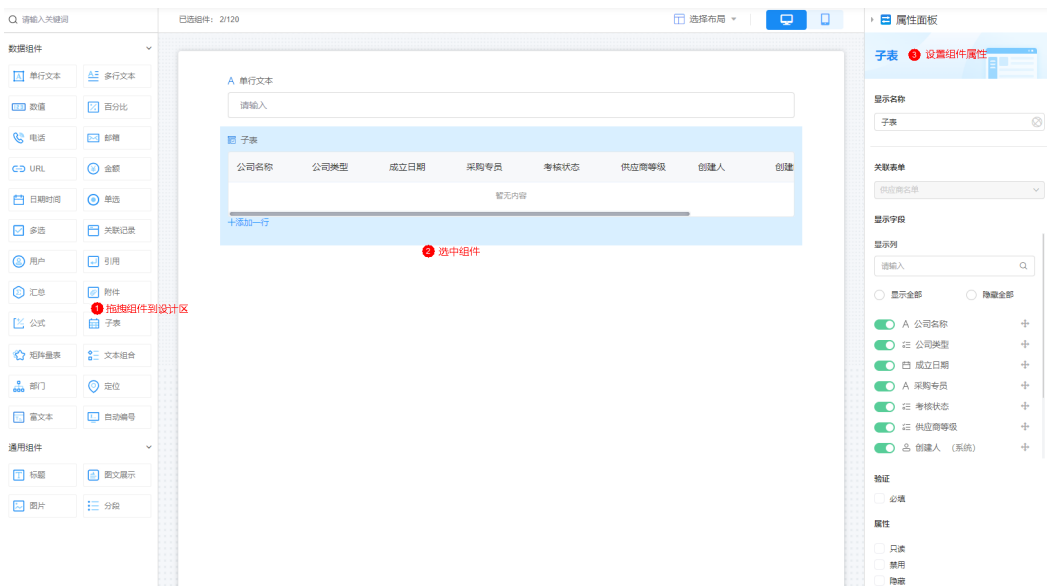 请输入关键词
已选组件: 2/120
选择布局
属性面板
数据组件
单行文本
多行文本
数值
百分比
电话
邮箱
URL
金额
日期时间
单选
多选
关联记录
用户
引用
汇总
附件
1 拖拽组件到设计区
公式
子表
矩阵量表
文本组合
部门
定位
富文本
自动编号
通用组件
标题
图文展示
图片
分段
A 单行文本
请输入
子表
公司名称 公司类型 成立日期 采购专员 考核状态 供应商等级 创建人 创建
暂无内容
+添加一行
2 选中组件
子表
3 设置组件属性
显示名称
子表
关联表单
供应商名单
显示字段
显示列
请输入
显示全部 隐藏全部
A 公司名称
公司类型
成立日期
A 采购专员
考核状态
供应商等级
创建人 (系统)
验证
必填
属性
只读
禁用
隐藏